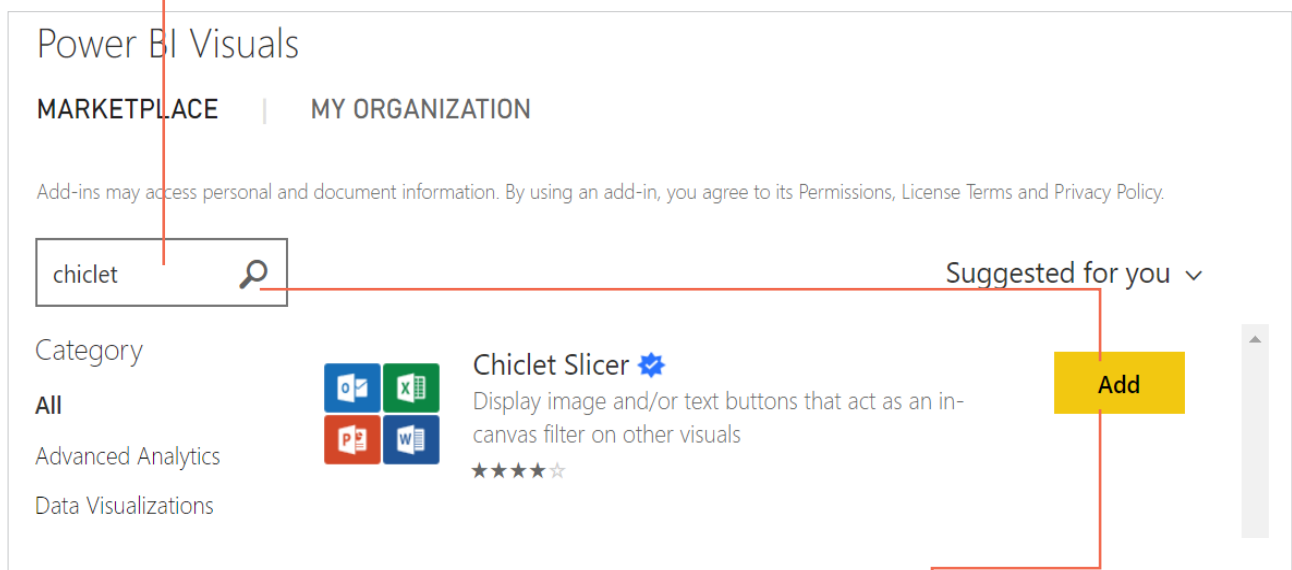 Power BI Visuals
MARKETPLACE | MY ORGANIZATION
Add-ins may access personal and document information. By using an add-in, you agree to its Permissions, License Terms and Privacy Policy.
chiclet
Suggested for you
Category
All
Advanced Analytics
Data Visualizations
Chiclet Slicer
Display image and/or text buttons that act as an in-
canvas filter on other visuals
Add